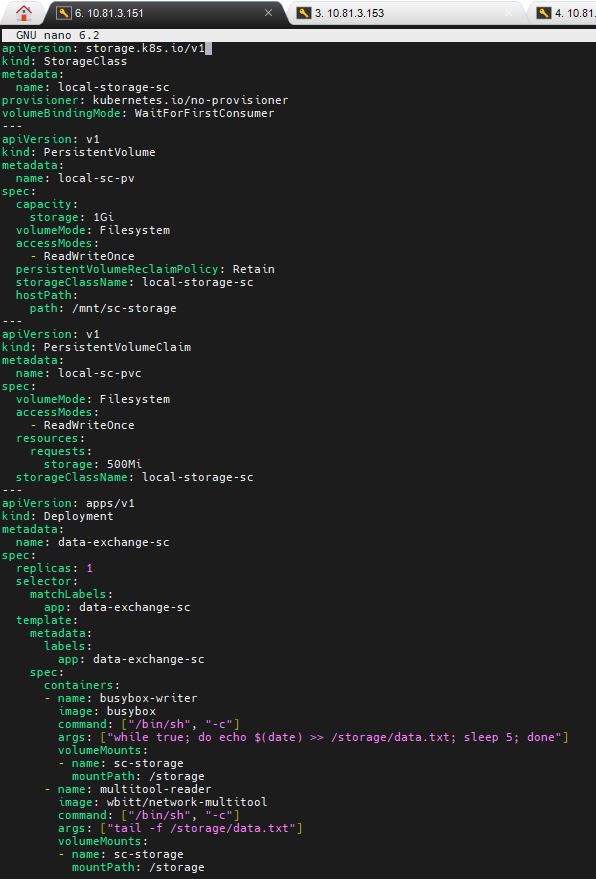 6. 10.81.3.151
3. 10.81.3.153
4. 10.81.
GNU nano 6.2
apiVersion: storage.k8s.io/v1
kind: StorageClass
metadata:
  name: local-storage-sc
provisioner: kubernetes.io/no-provisioner
volumeBindingMode: WaitForFirstConsumer
---
apiVersion: v1
kind: PersistentVolume
metadata:
  name: local-sc-pv
spec:
  capacity:
    storage: 1Gi
  volumeMode: Filesystem
  accessModes:
    - ReadWriteOnce
  persistentVolumeReclaimPolicy: Retain
  storageClassName: local-storage-sc
  hostPath:
    path: /mnt/sc-storage
---
apiVersion: v1
kind: PersistentVolumeClaim
metadata:
  name: local-sc-pvc
spec:
  volumeMode: Filesystem
  accessModes:
    - ReadWriteOnce
  resources:
    requests:
      storage: 500Mi
  storageClassName: local-storage-sc
---
apiVersion: apps/v1
kind: Deployment
metadata:
  name: data-exchange-sc
spec:
  replicas: 1
  selector:
    matchLabels:
      app: data-exchange-sc
  template:
    metadata:
      labels:
        app: data-exchange-sc
    spec:
      containers:
      - name: busybox-writer
        image: busybox
        command: ["/bin/sh", "-c"]
        args: ["while true; do echo $(date) >> /storage/data.txt; sleep 5; done"]
        volumeMounts:
        - name: sc-storage
          mountPath: /storage
      - name: multitool-reader
        image: wbitt/network-multitool
        command: ["/bin/sh", "-c"]
        args: ["tail -f /storage/data.txt"]
        volumeMounts:
        - name: sc-storage
          mountPath: /storage